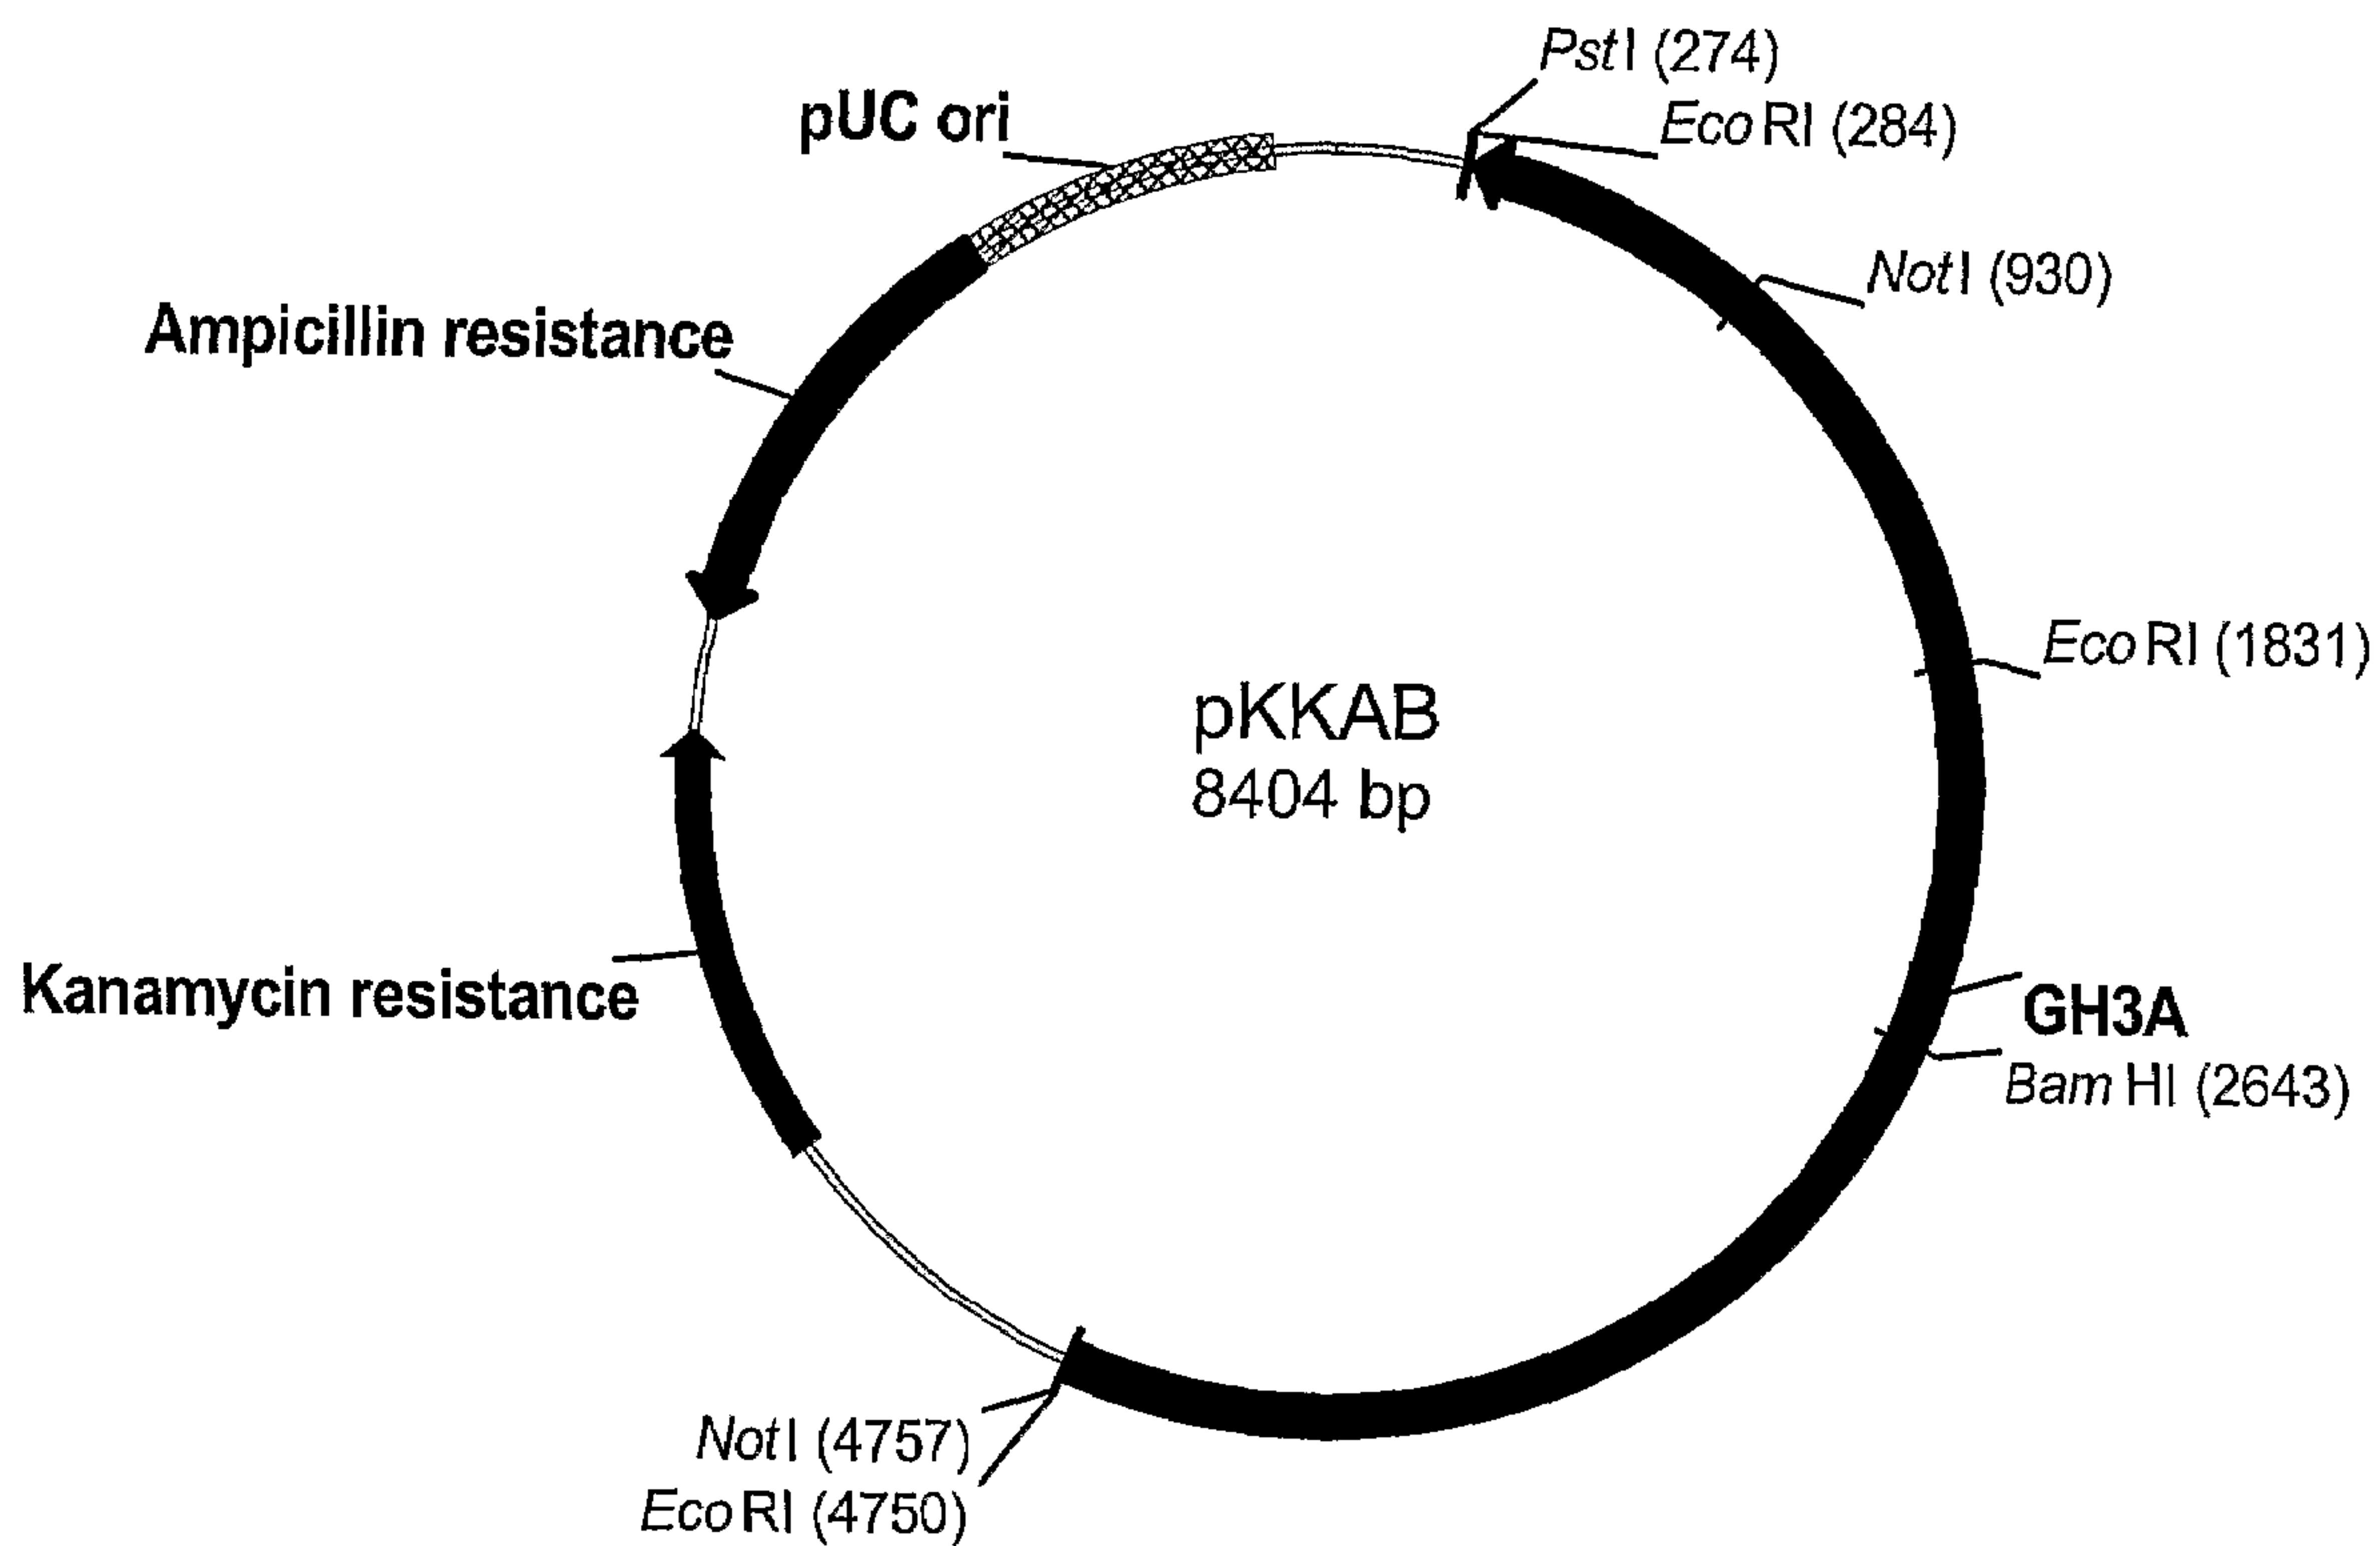 PstI (274)
pUC ori
EcoRI (284)
NotI (930)
Ampicillin resistance
EcoRI (1831)
pKKAB
8404 bp
Kanamycin resistance
GH3A
BamHI (2643)
NotI (4757)
EcoRI (4750)